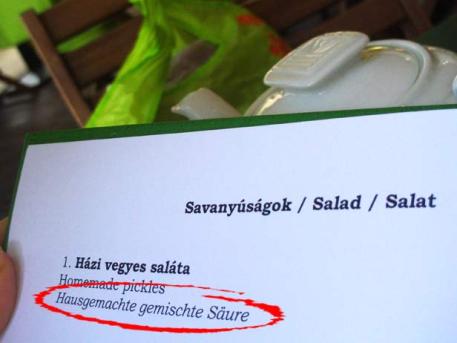 Savanyúságok / Salad / Salat
1. Házi vegyes saláta
Homemade pickles
Hausgemachte gemischte Säure